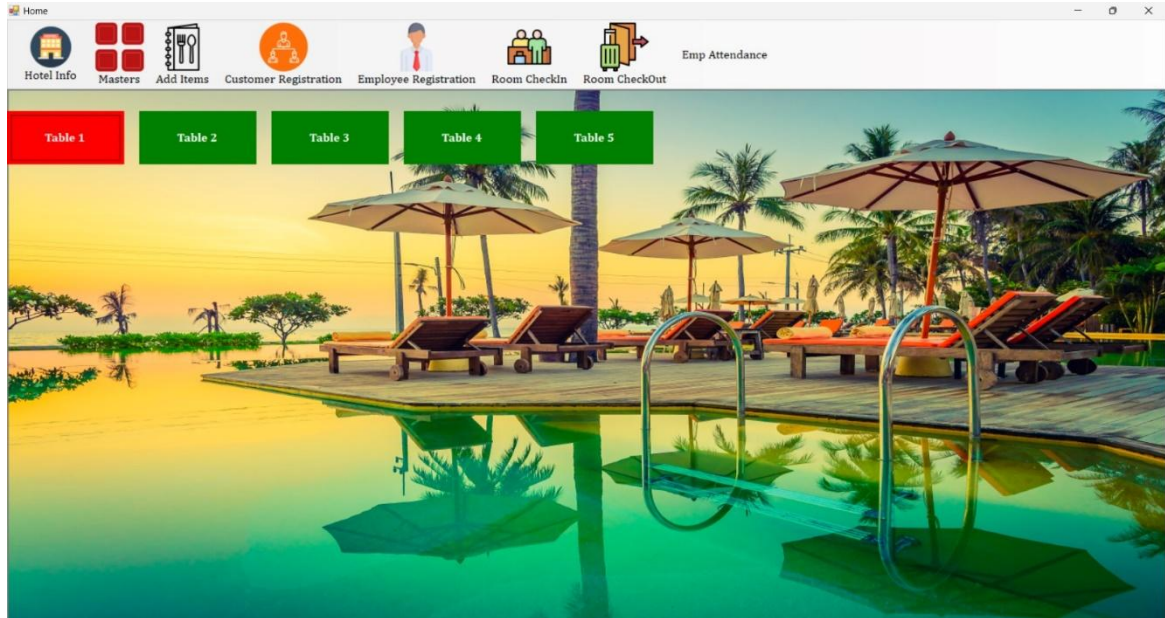 Home
Hotel Info
Masters
Add Items
Customer Registration
Employee Registration
Room CheckIn
Room CheckOut
Emp Attendance
Table 1
Table 2
Table 3
Table 4
Table 5